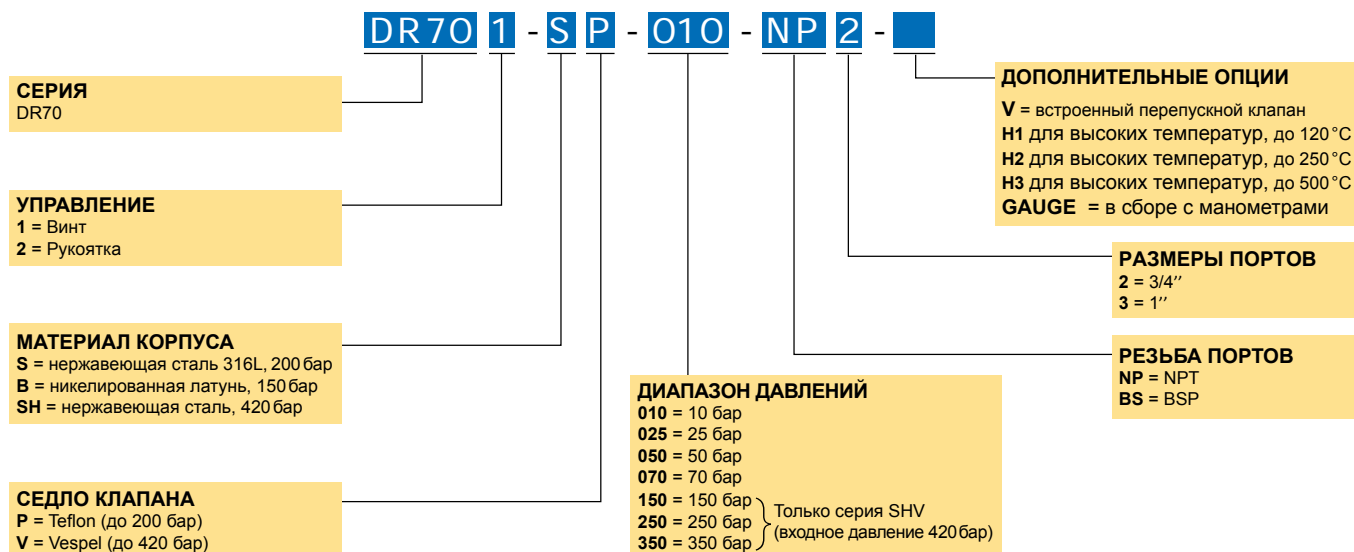 DR70 1 - S P - 010 - NP 2 -
СЕРИЯ
DR70
УПРАВЛЕНИЕ
1 = Винт
2 = Рукоятка
МАТЕРИАЛ КОРПУСА
S = нержавеющая сталь 316L, 200 бар
B = никелированная латунь, 150 бар
SH = нержавеющая сталь, 420 бар
СЕДЛО КЛАПАНА
P = Teflon (до 200 бар)
V = Vespel (до 420 бар)
ДИАПАЗОН ДАВЛЕНИЙ
010 = 10 бар
025 = 25 бар
050 = 50 бар
070 = 70 бар
150 = 150 бар
250 = 250 бар
350 = 350 бар
Только серия SHV
(входное давление 420 бар)
ДОПОЛНИТЕЛЬНЫЕ ОПЦИИ
V = встроенный перепускной клапан
H1 для высоких температур, до 120 °C
H2 для высоких температур, до 250 °C
H3 для высоких температур, до 500 °C
GAUGE = в сборе с манометрами
РАЗМЕРЫ ПОРТОВ
2 = 3/4’’
3 = 1’’
РЕЗЬБА ПОРТОВ
NP = NPT
BS = BSP